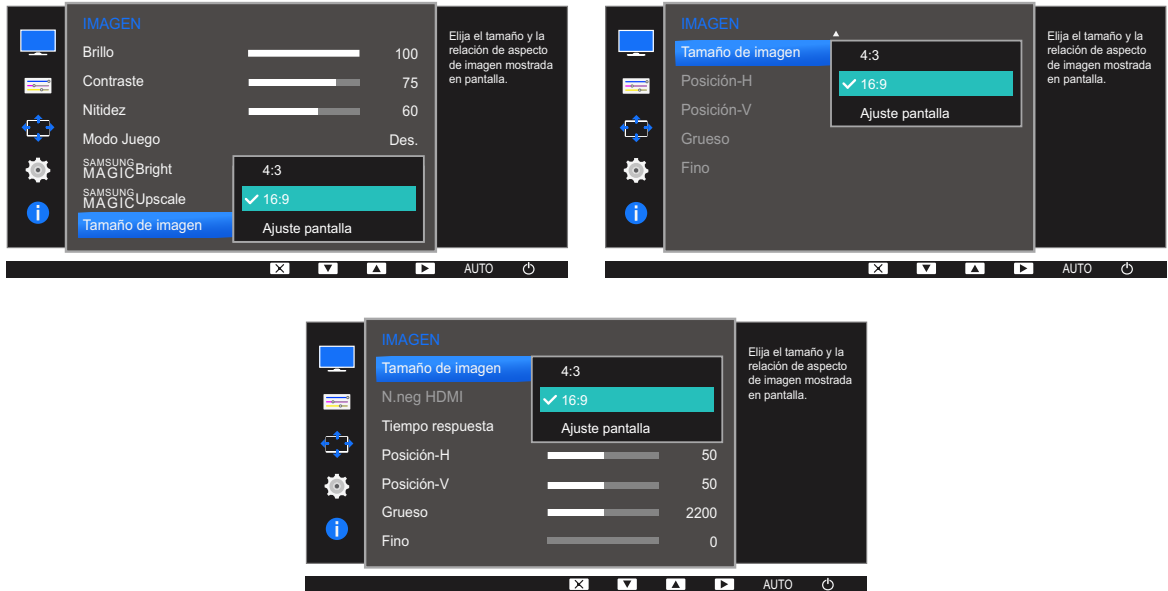 IMAGEN
Brillo 100
Contraste 75
Nitidez 60
Modo Juego Des.
SAMSUNG
MAGIC Bright
SAMSUNG
MAGIC Upscale
Tamaño de imagen
4:3
16:9
Ajuste pantalla
Elija el tamaño y la
relación de aspecto
de imagen mostrada
en pantalla.
AUTO
IMAGEN
Tamaño de imagen
Posición-H
Posición-V
Grueso
Fino
4:3
16:9
Ajuste pantalla
Elija el tamaño y la
relación de aspecto
de imagen mostrada
en pantalla.
AUTO
IMAGEN
Tamaño de imagen
N.neg HDMI
Tiempo respuesta
4:3
16:9
Ajuste pantalla
Posición-H 50
Posición-V 50
Grueso 2200
Fino 0
Elija el tamaño y la
relación de aspecto
de imagen mostrada
en pantalla.
AUTO